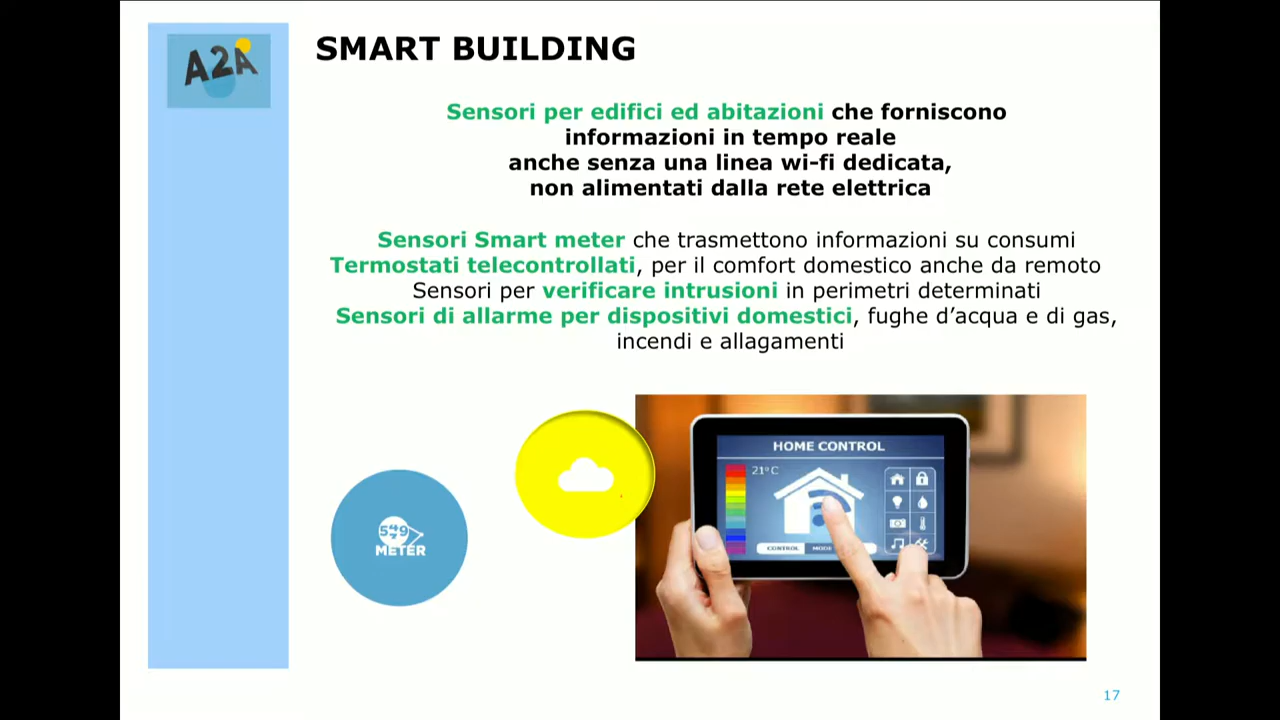 A2A
SMART BUILDING
Sensori per edifici ed abitazioni che forniscono
informazioni in tempo reale
anche senza una linea wi-fi dedicata,
non alimentati dalla rete elettrica
Sensori Smart meter che trasmettono informazioni su consumi
Termostati telecontrollati, per il comfort domestico anche da remoto
Sensori per verificare intrusioni in perimetri determinati
Sensori di allarme per dispositivi domestici, fughe d’acqua e di gas,
incendi e allagamenti
HOME CONTROL
21°C
CONTROL
MODE
METER
17